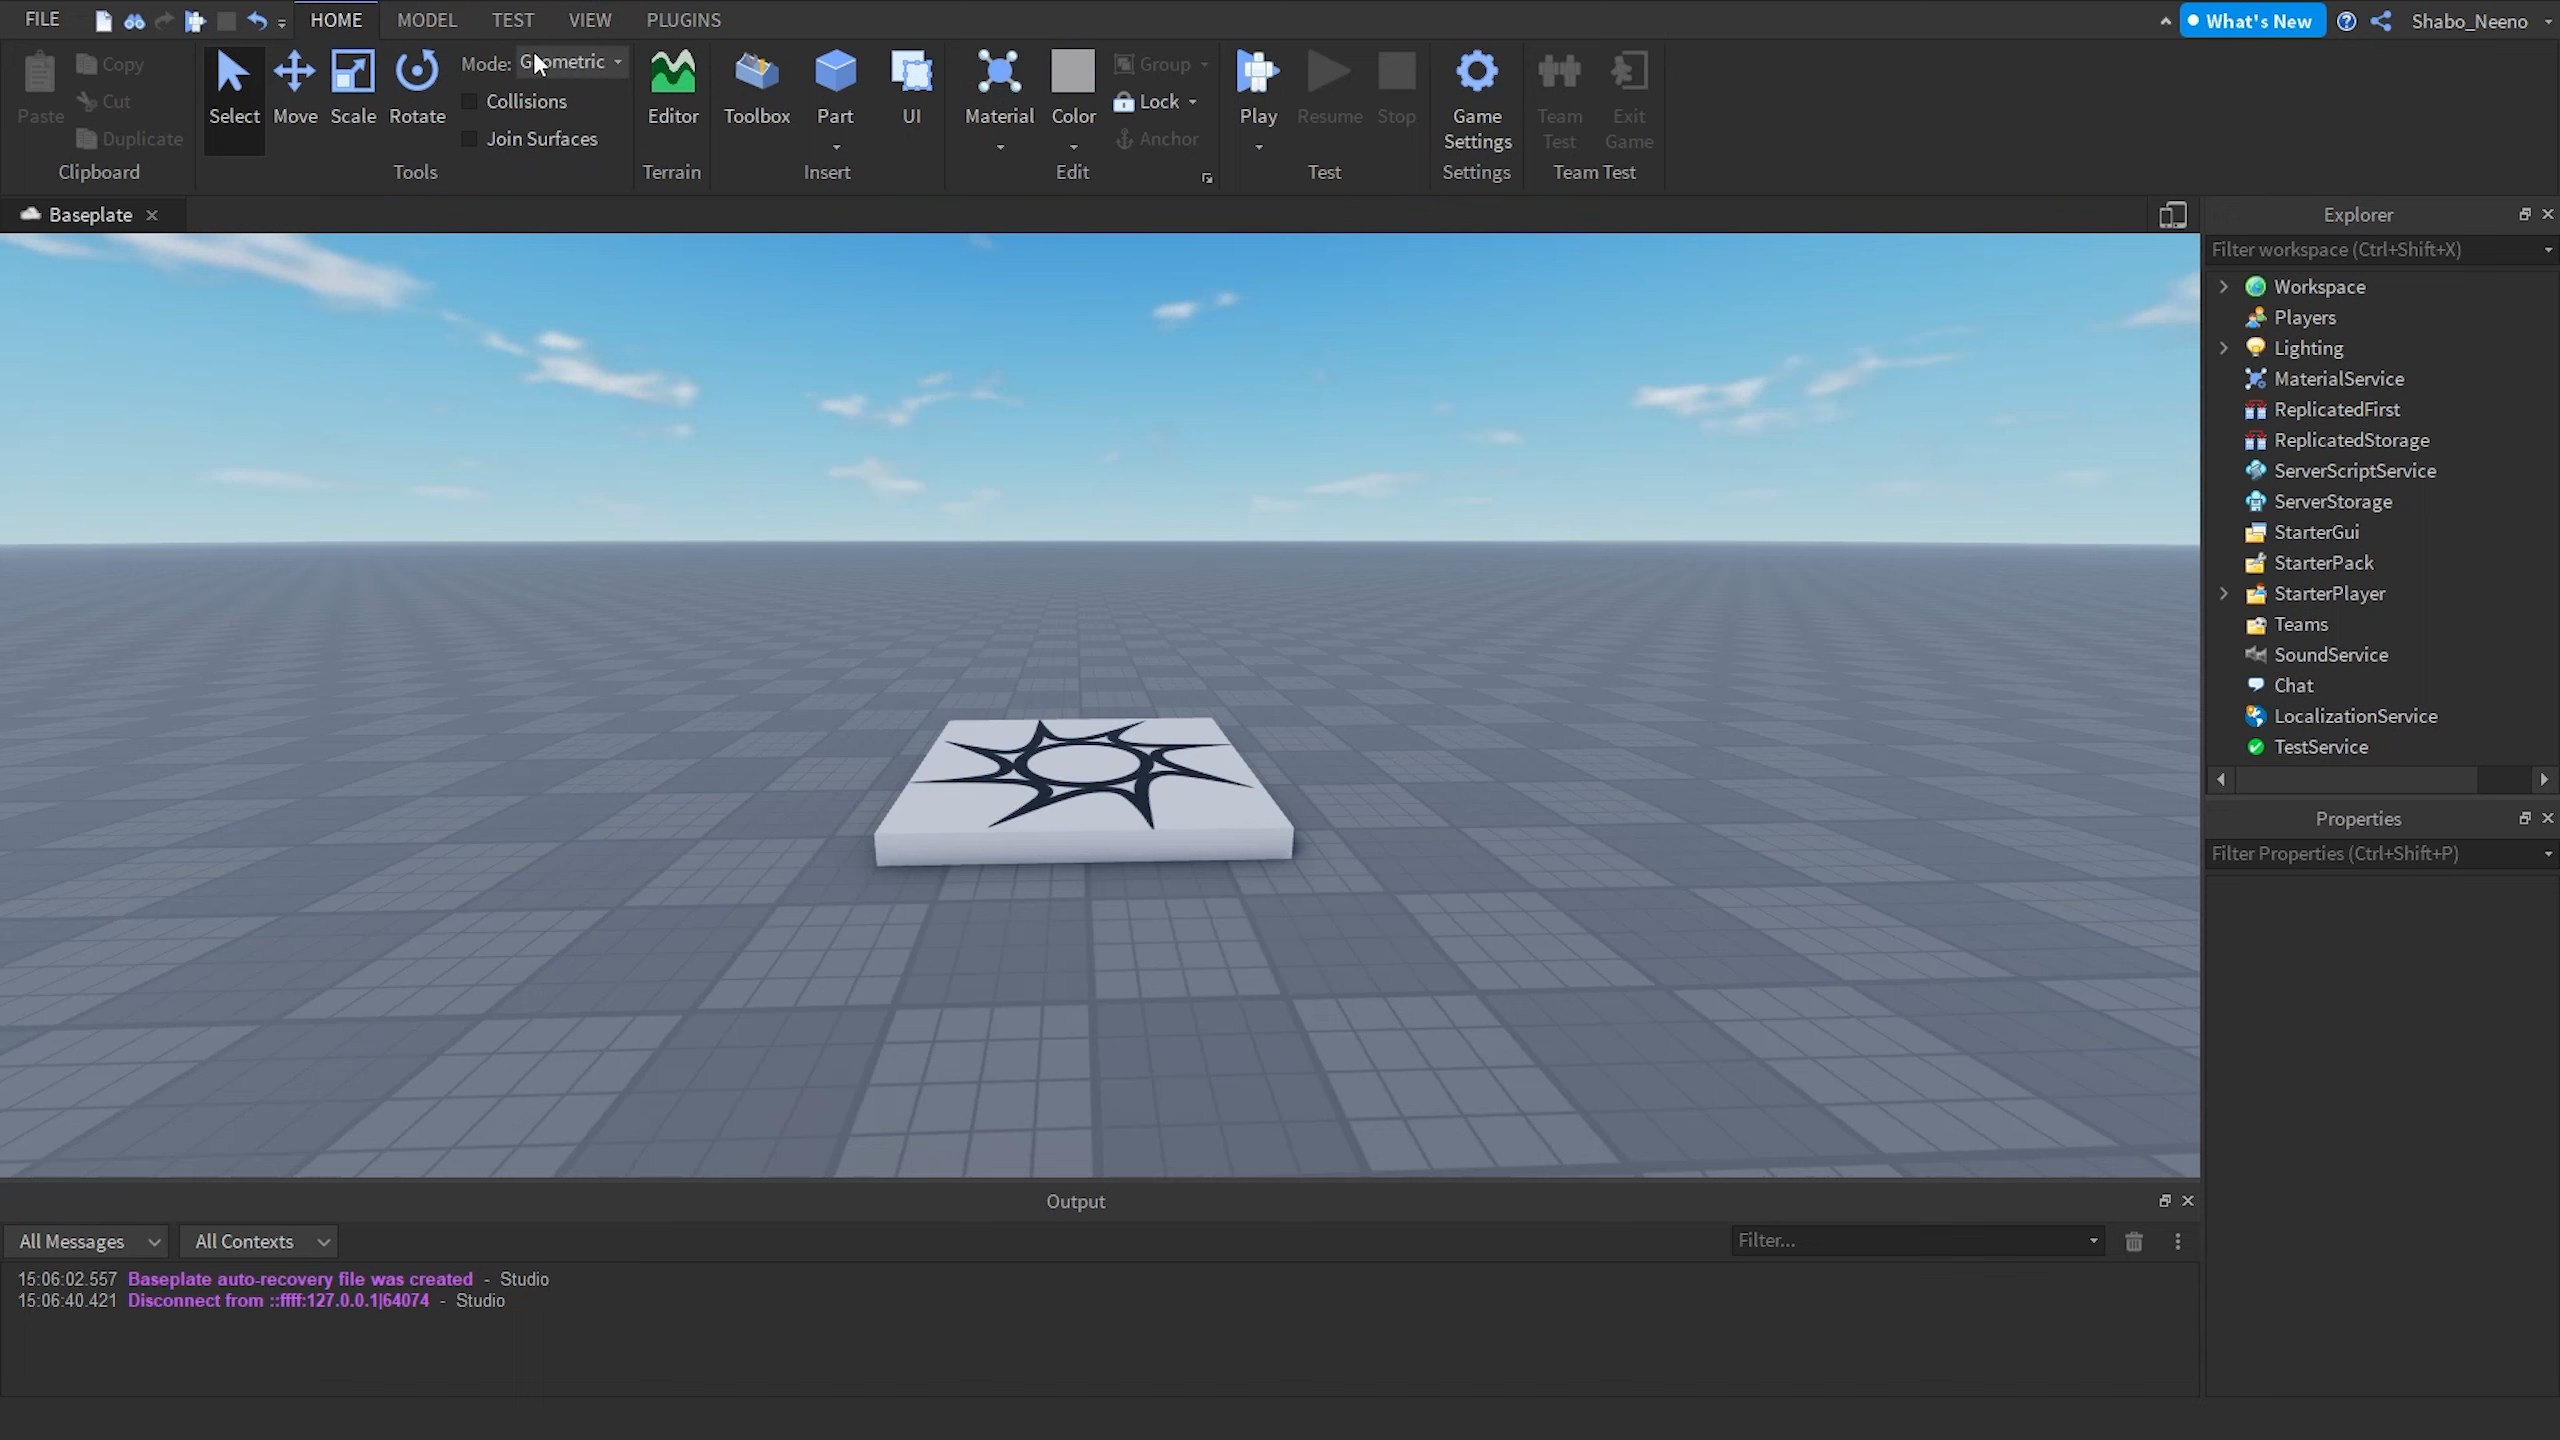 FILE HOME MODEL TEST VIEW PLUGINS What's New Shabo_Neeno
Paste Copy Cut Duplicate
Clipboard
Select Move Scale Rotate
Mode: Geometric
Collisions
Join Surfaces
Tools
Editor
Terrain
Toolbox Part UI
Insert
Material Color
Group
Lock
Anchor
Edit
Play Resume Stop
Test
Game
Settings
Settings
Team
Test
Exit
Game
Team Test
Baseplate
Explorer
Filter workspace (Ctrl+Shift+X)
Workspace
Players
Lighting
MaterialService
ReplicatedFirst
ReplicatedStorage
ServerScriptService
ServerStorage
StarterGui
StarterPack
StarterPlayer
Teams
SoundService
Chat
LocalizationService
TestService
Properties
Filter Properties (Ctrl+Shift+P)
Output
All Messages All Contexts Filter...
15:06:02.557 Baseplate auto-recovery file was created - Studio
15:06:40.421 Disconnect from ::ffff:127.0.0.1|64074 - Studio